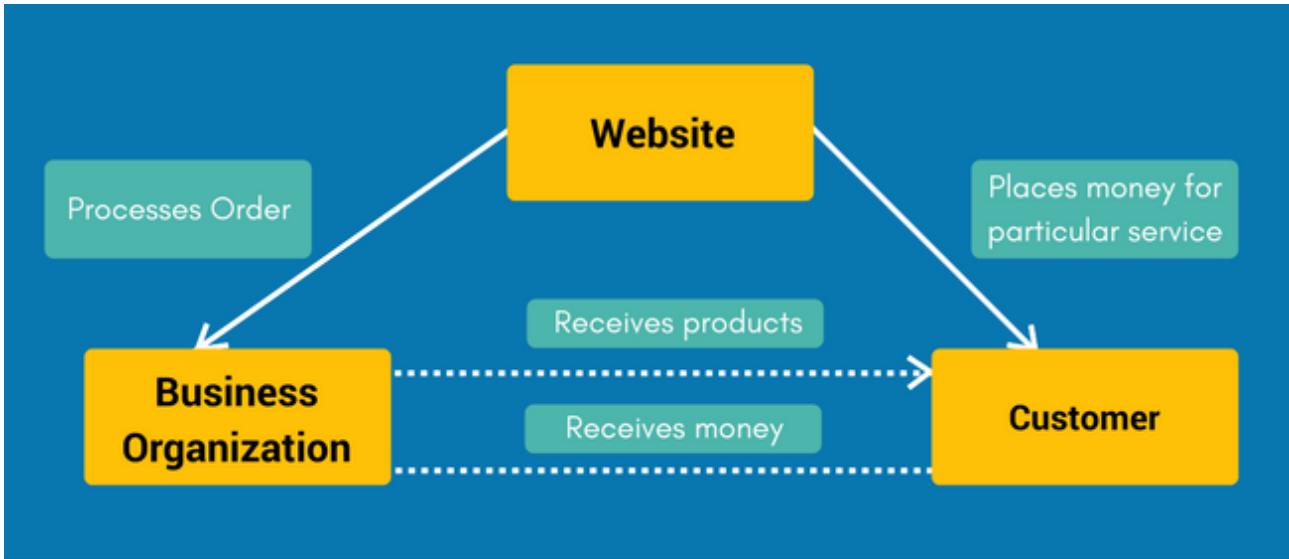 Website
Processes Order
Places money for
particular service
Receives products
Business
Organization
Receives money
Customer